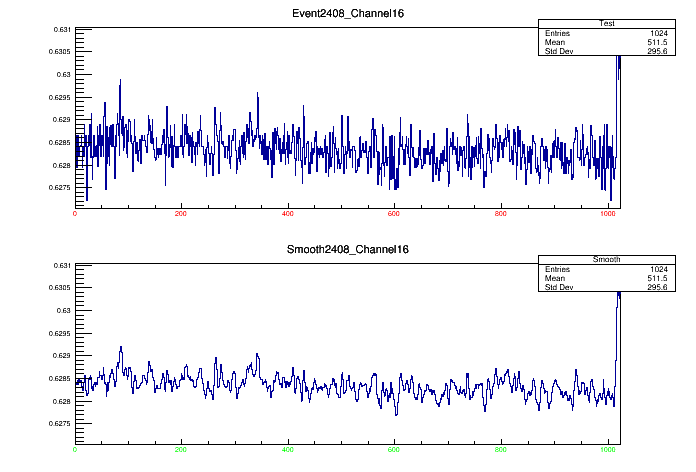 Event2408_Channel16
Test
Entries 1024
Mean 511.5
Std Dev 295.6
0.631
0.6305
0.63
0.6295
0.629
0.6285
0.628
0.6275
0 200 400 600 800 1000
Smooth2408_Channel16
Smooth
Entries 1024
Mean 511.5
Std Dev 295.6
0.631
0.6305
0.63
0.6295
0.629
0.6285
0.628
0.6275
0 200 400 600 800 1000